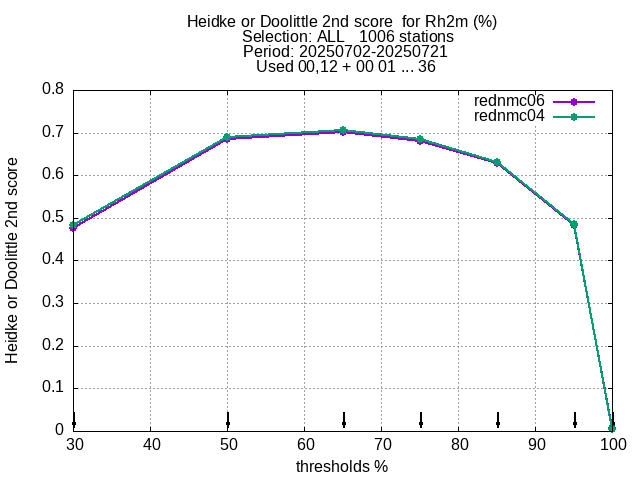 Heidke or Doolittle 2nd score  for Rh2m (%)
Selection: ALL   1006 stations
Period: 20250702-20250721
Used 00,12 + 00 01 ... 36
rednmc06
rednmc04
Heidke or Doolittle 2nd score
0.8
0.7
0.6
0.5
0.4
0.3
0.2
0.1
0
30 40 50 60 70 80 90 100
thresholds %